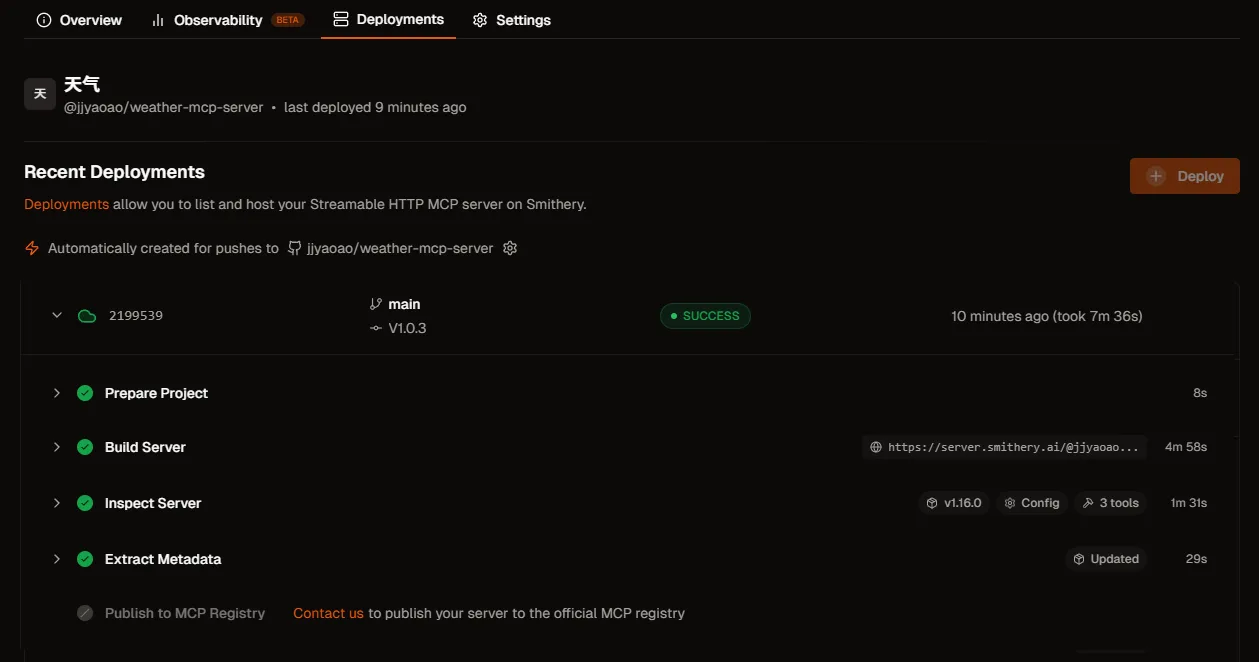 Overview Observability BETA Deployments Settings
天 天气
@jjyaoao/weather-mcp-server • last deployed 9 minutes ago
Recent Deployments
Deploy
Deployments allow you to list and host your Streamable HTTP MCP server on Smithery.
Automatically created for pushes to jjyaoao/weather-mcp-server
2199539 main SUCCESS 10 minutes ago (took 7m 36s)
V1.0.3
Prepare Project 8s
Build Server https://server.smithery.ai/@jjyaoao... 4m 58s
Inspect Server v1.16.0 Config 3 tools 1m 31s
Extract Metadata Updated 29s
Publish to MCP Registry Contact us to publish your server to the official MCP registry